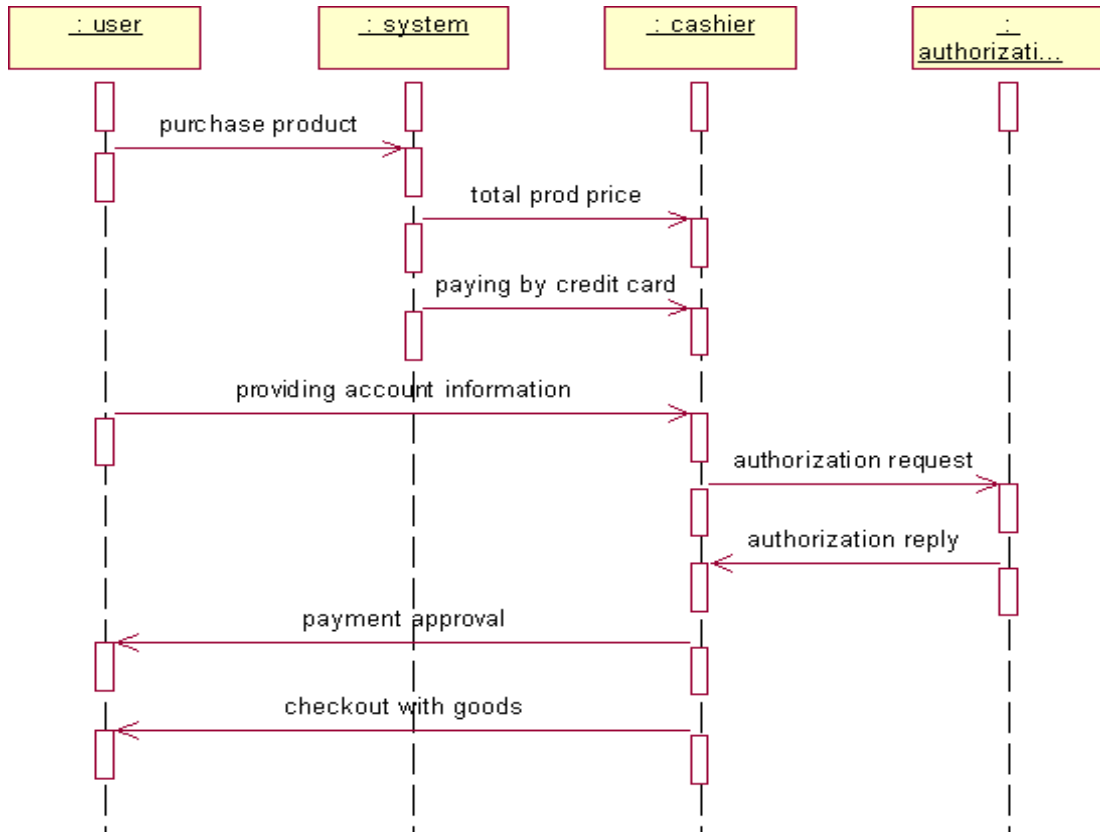 : user
: system
: cashier
:
authorizati...
purchase product
total prod price
paying by credit card
providing account information
authorization request
authorization reply
payment approval
checkout with goods